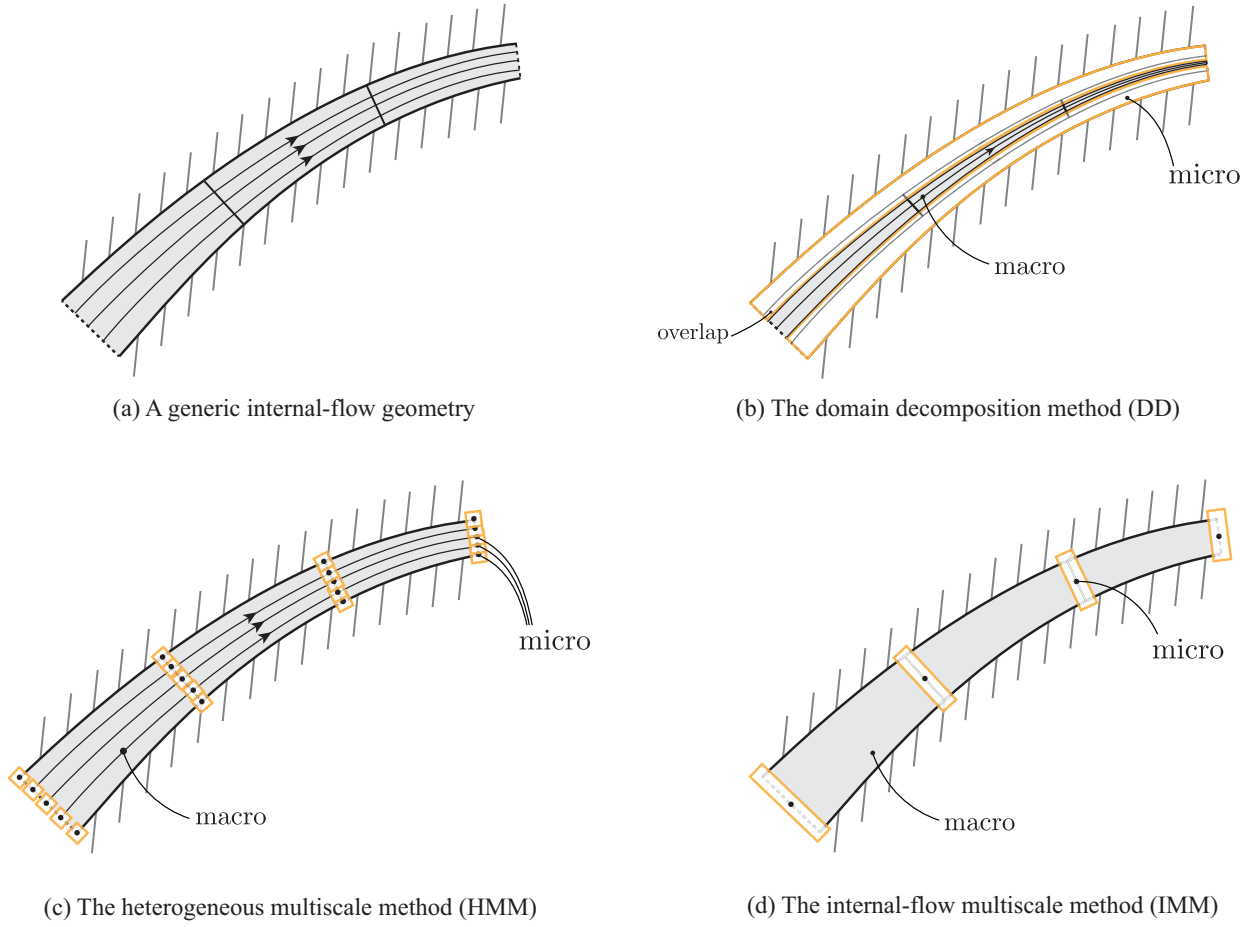 micro
macro
overlap
(a) A generic internal-flow geometry
(b) The domain decomposition method (DD)
micro
macro
micro
macro
(c) The heterogeneous multiscale method (HMM)
(d) The internal-flow multiscale method (IMM)